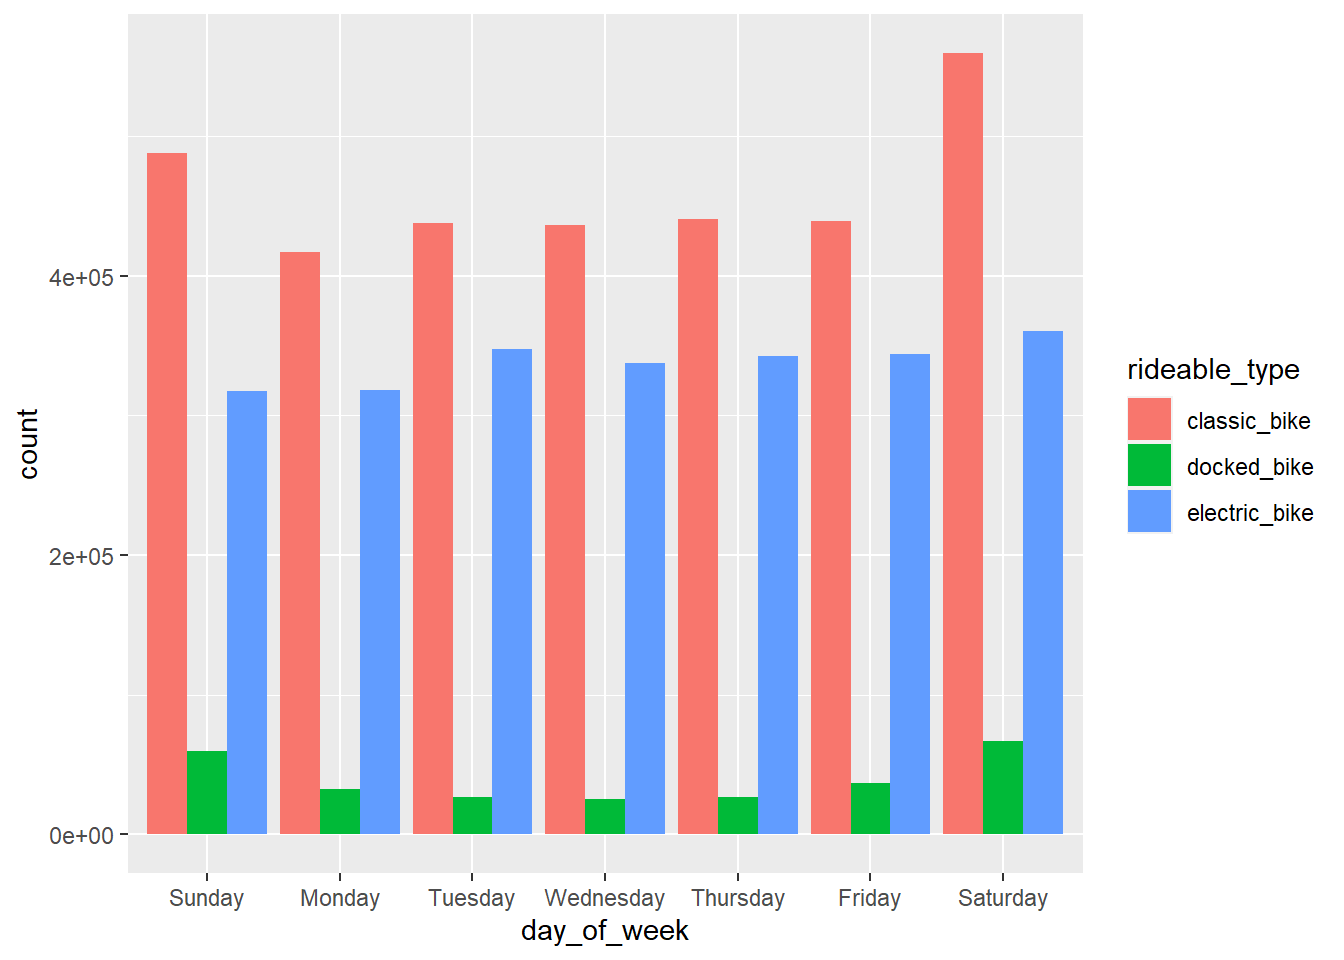 count
4e+05
2e+05
0e+00
Sunday Monday Tuesday Wednesday Thursday Friday Saturday
day_of_week
rideable_type
classic_bike
docked_bike
electric_bike